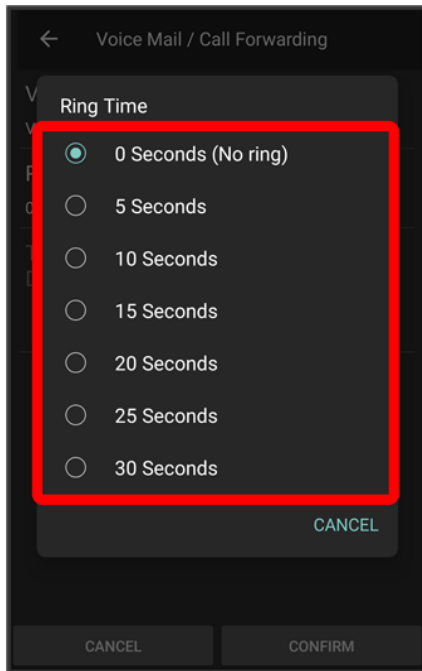 Voice Mail / Call Forwarding
Ring Time
0 Seconds (No ring)
5 Seconds
10 Seconds
15 Seconds
20 Seconds
25 Seconds
30 Seconds
CANCEL
CANCEL
CONFIRM